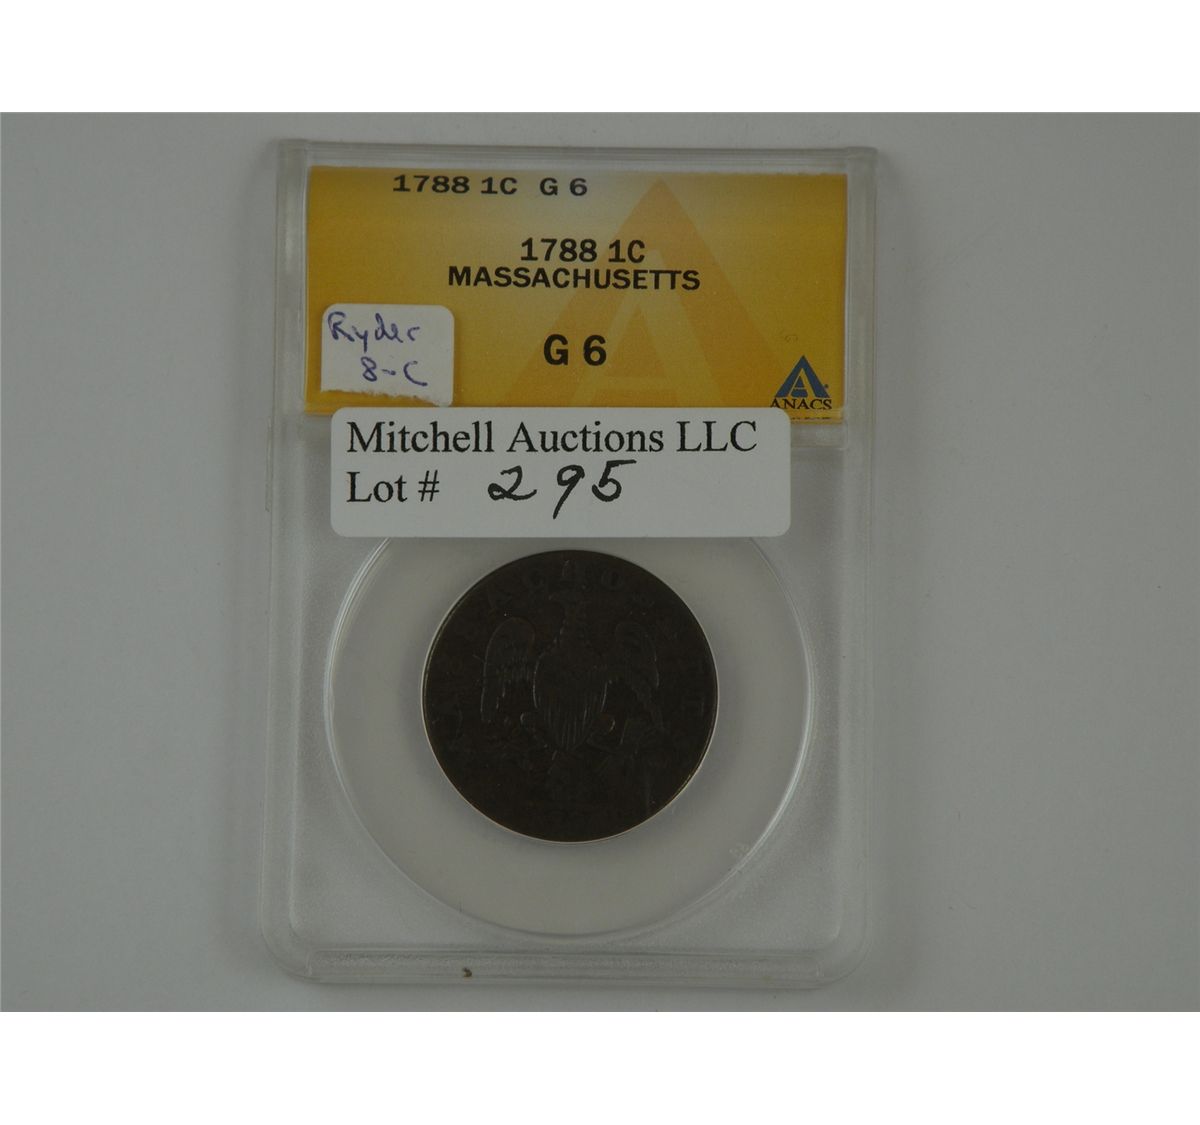 1788 1C G 6
1788 1C
MASSACHUSETTS
G 6
Ryder
8-C
ANACS
Mitchell Auctions LLC
Lot # 295